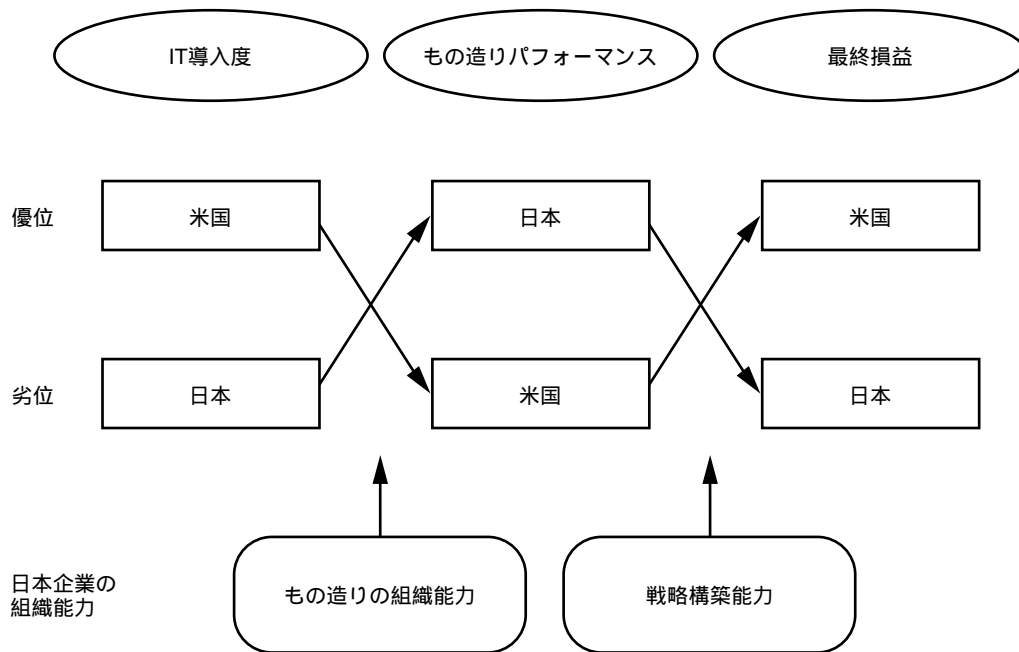 IT導入度
もの造りパフォーマンス
最終損益
優位
米国
日本
米国
劣位
日本
米国
日本
日本企業の
組織能力
もの造りの組織能力
戦略構築能力